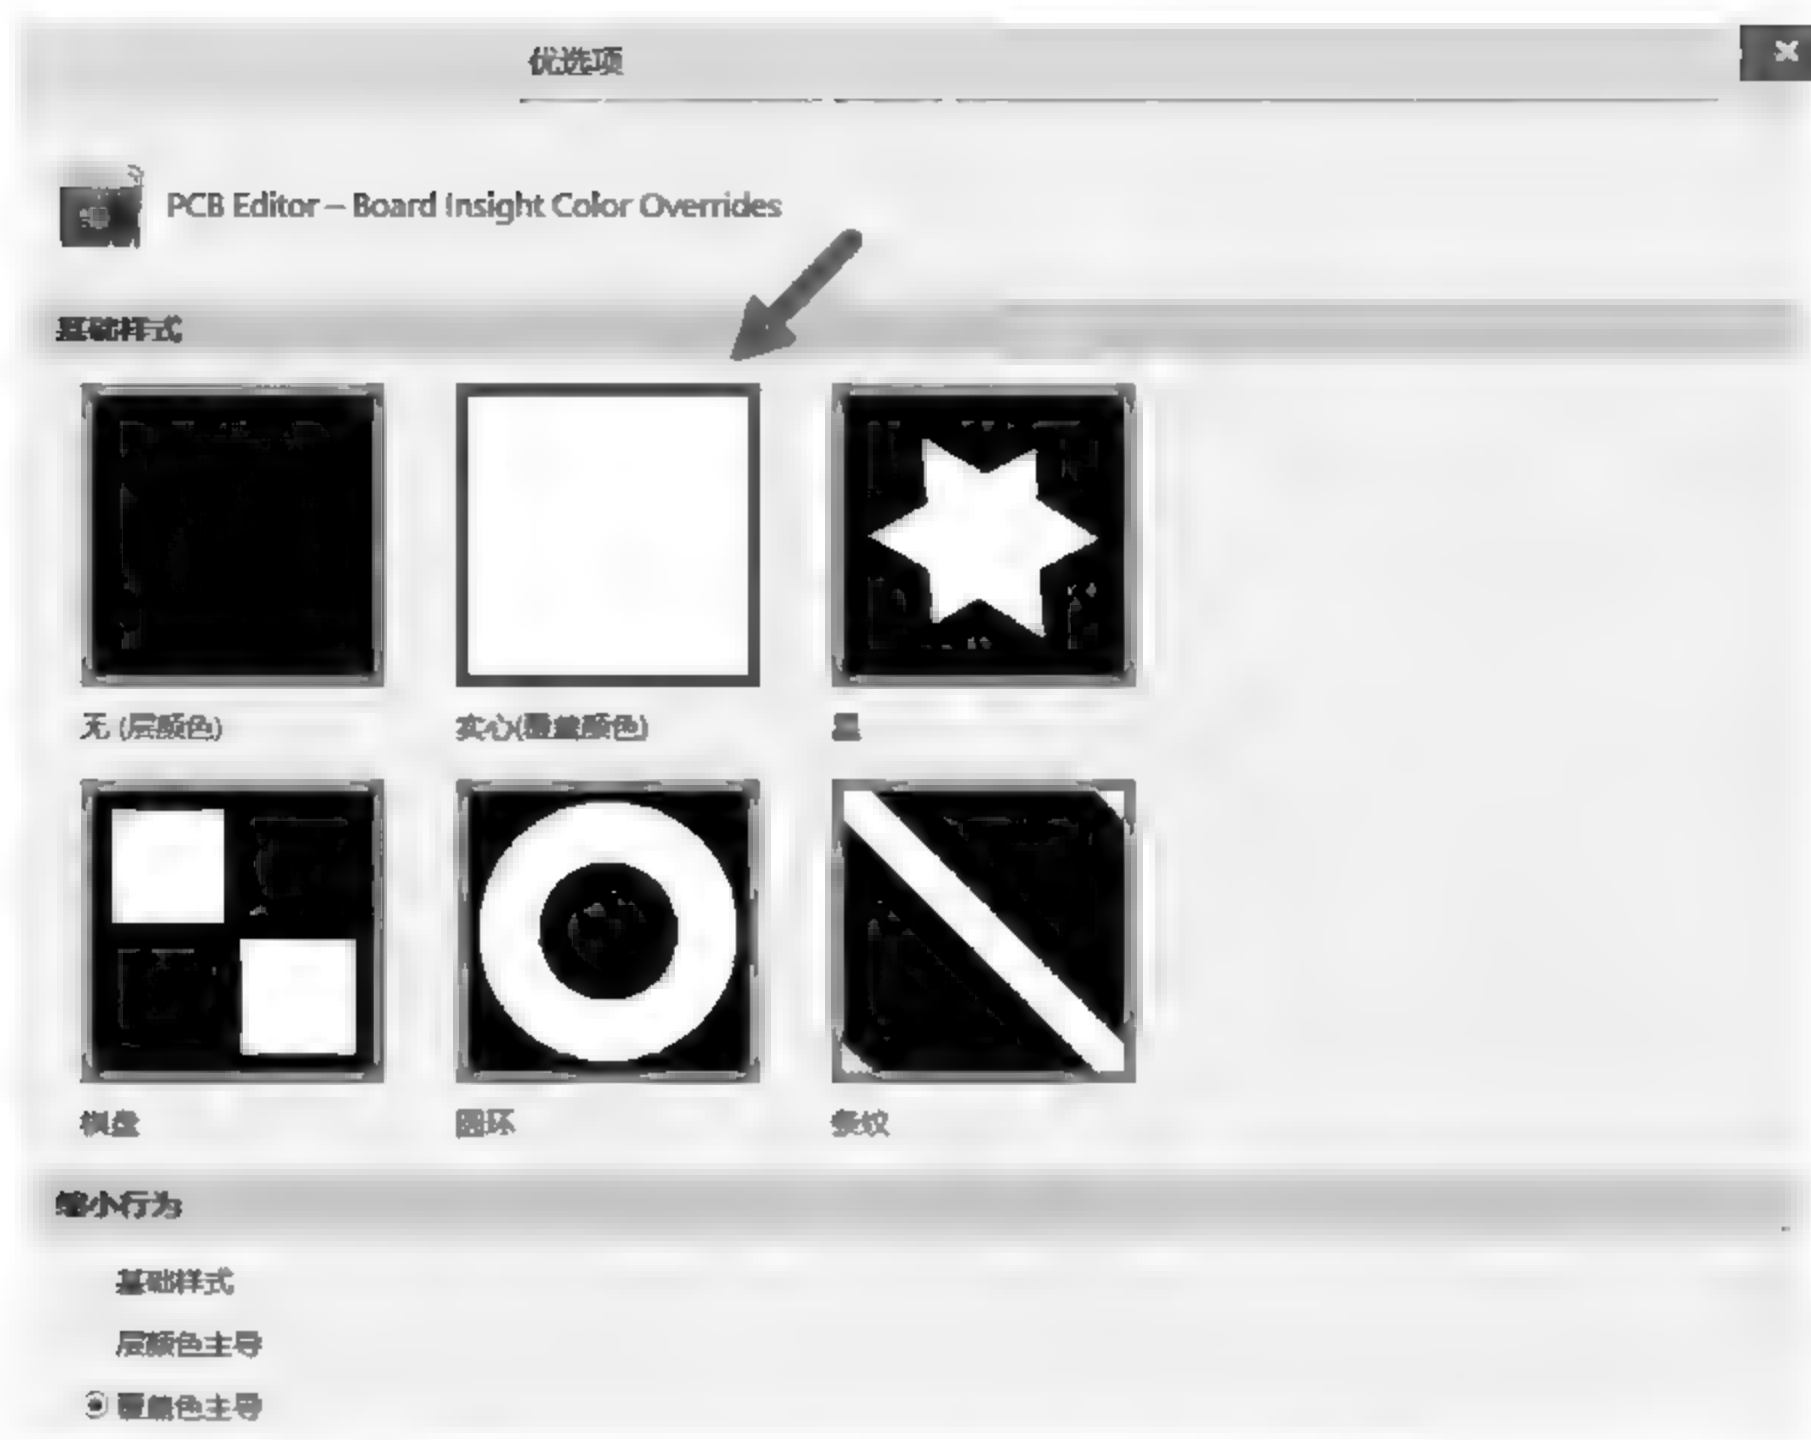 优选项
PCB Editor – Board Insight Color Overrides
基础样式
无 (层颜色)
实心(覆盖颜色)
星
棋盘
圆环
条纹
缩小行为
基础样式
层颜色主导
覆盖色主导